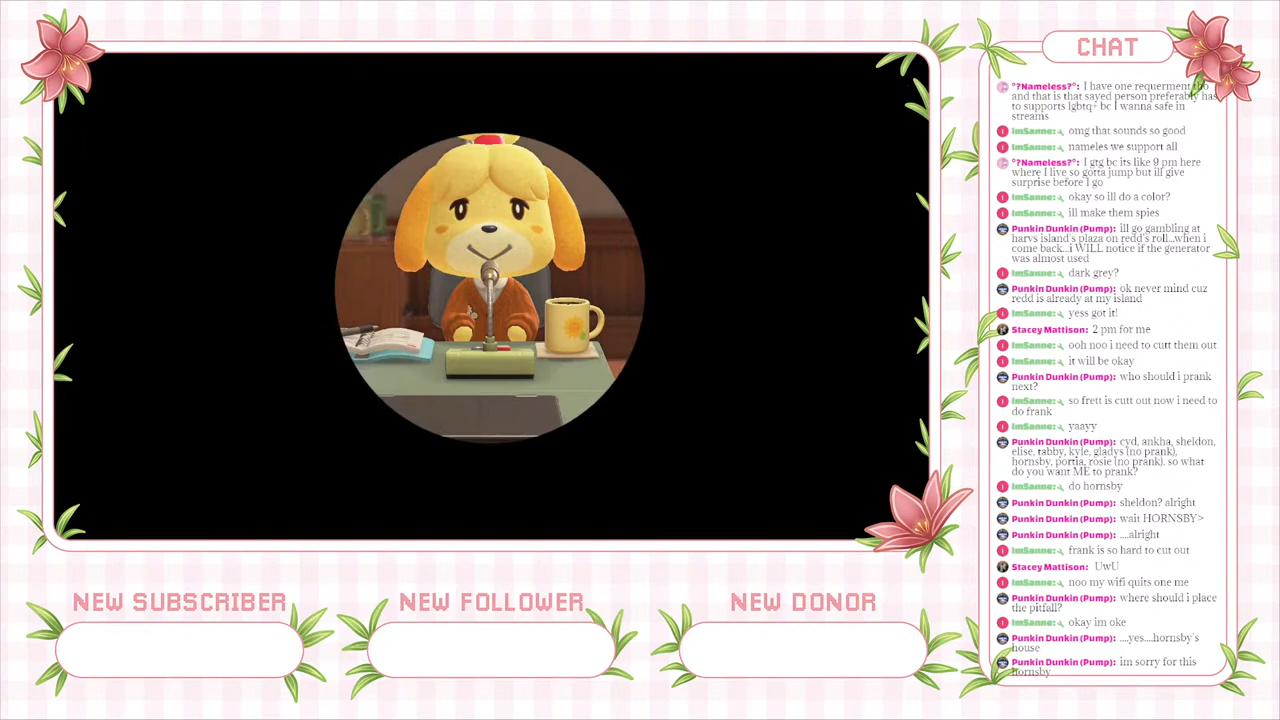 CHAT
°?Nameless?°: I have one requerment tho
and that is that sayed person preferably has
to supports lgbtq+ bc I wanna safe in
streams
ImSanne: omg that sounds so good
ImSanne: nameles we support all
°?Nameless?°: I gtg bc its like 9 pm here
where I live so gotta jump but ill give
surprise before I go
ImSanne: okay so ill do a color?
ImSanne: ill make them spies
Punkin Dunkin (Pump): ill go gambling at
harvs island's plaza on redd's roll...when i
come back...i WILL notice if the generator
was almost used
ImSanne: dark grey?
Punkin Dunkin (Pump): ok never mind cuz
redd is already at my island
ImSanne: yess got it!
Stacey Mattison: 2 pm for me
ImSanne: ooh noo i need to cutt them out
ImSanne: it will be okay
Punkin Dunkin (Pump): who should i prank
next?
ImSanne: so frett is cutt out now i need to
do frank
ImSanne: yaayy
Punkin Dunkin (Pump): cyd, ankha, sheldon,
elise, tabby, kyle, gladys (no prank),
hornsby, portia, rosie (no prank). so what
do you want ME to prank?
ImSanne: do hornsby
Punkin Dunkin (Pump): sheldon? alright
Punkin Dunkin (Pump): wait HORNSBY>
Punkin Dunkin (Pump): ....alright
ImSanne: frank is so hard to cut out
Stacey Mattison: UwU
ImSanne: noo my wifi quits one me
Punkin Dunkin (Pump): where should i place
the pitfall?
ImSanne: okay im oke
Punkin Dunkin (Pump): ....yes....hornsby's
house
Punkin Dunkin (Pump): im sorry for this
hornsby
NEW SUBSCRIBER
NEW FOLLOWER
NEW DONOR